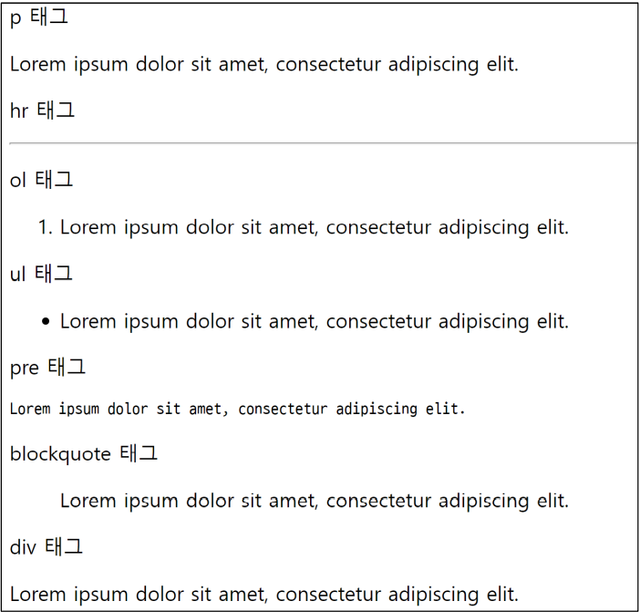 p 태그
Lorem ipsum dolor sit amet, consectetur adipiscing elit.
hr 태그
ol 태그
1. Lorem ipsum dolor sit amet, consectetur adipiscing elit.
ul 태그
• Lorem ipsum dolor sit amet, consectetur adipiscing elit.
pre 태그
Lorem ipsum dolor sit amet, consectetur adipiscing elit.
blockquote 태그
Lorem ipsum dolor sit amet, consectetur adipiscing elit.
div 태그
Lorem ipsum dolor sit amet, consectetur adipiscing elit.